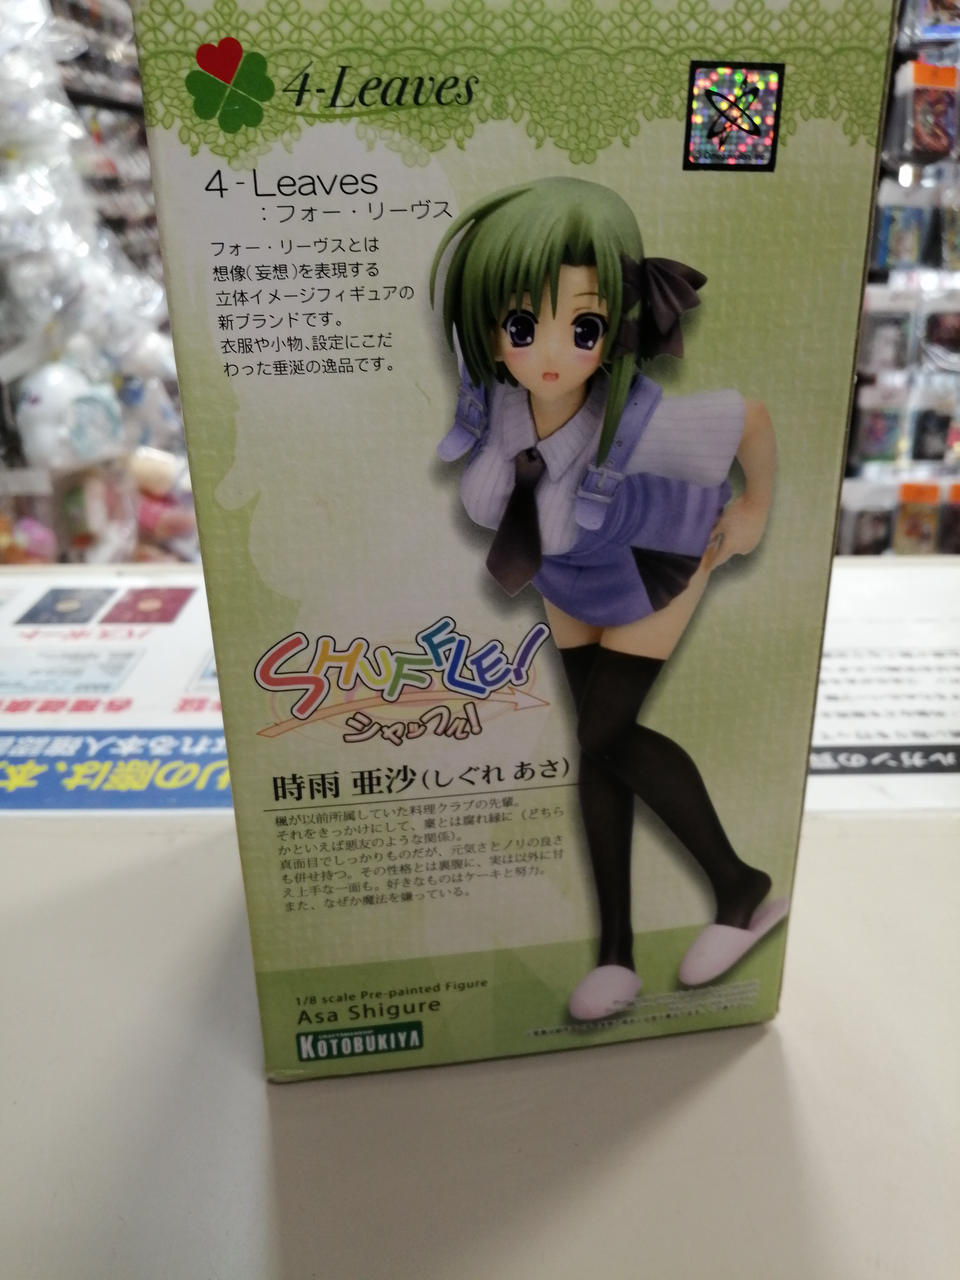 4-Leaves
4-Leaves
:フォー・リーヴス
フォー・リーヴスとは
想像(妄想)を表現する
立体イメージフィギュアの
新ブランドです。
衣服や小物、設定にこだ
わった垂涎の逸品です。
SHUFFLE!
シャッフル!
時雨 亜沙(しぐれ あさ)
楓が以前所属していた料理クラブの先輩。
それをきっかけにして、稟とは腐れ縁に(どちら
かといえば悪友のような関係)。
真面目でしっかりものだが、元気さとノリの良さ
も併せ持つ。その性格とは裏腹に、実は以外に甘
え上手な一面も。好きなものはケーキと努力。
また、なぜか魔法を嫌っている。
1/8 scale Pre-painted Figure
Asa Shigure
CRAFTSMANSHIP
KOTOBUKIYA
パスポート